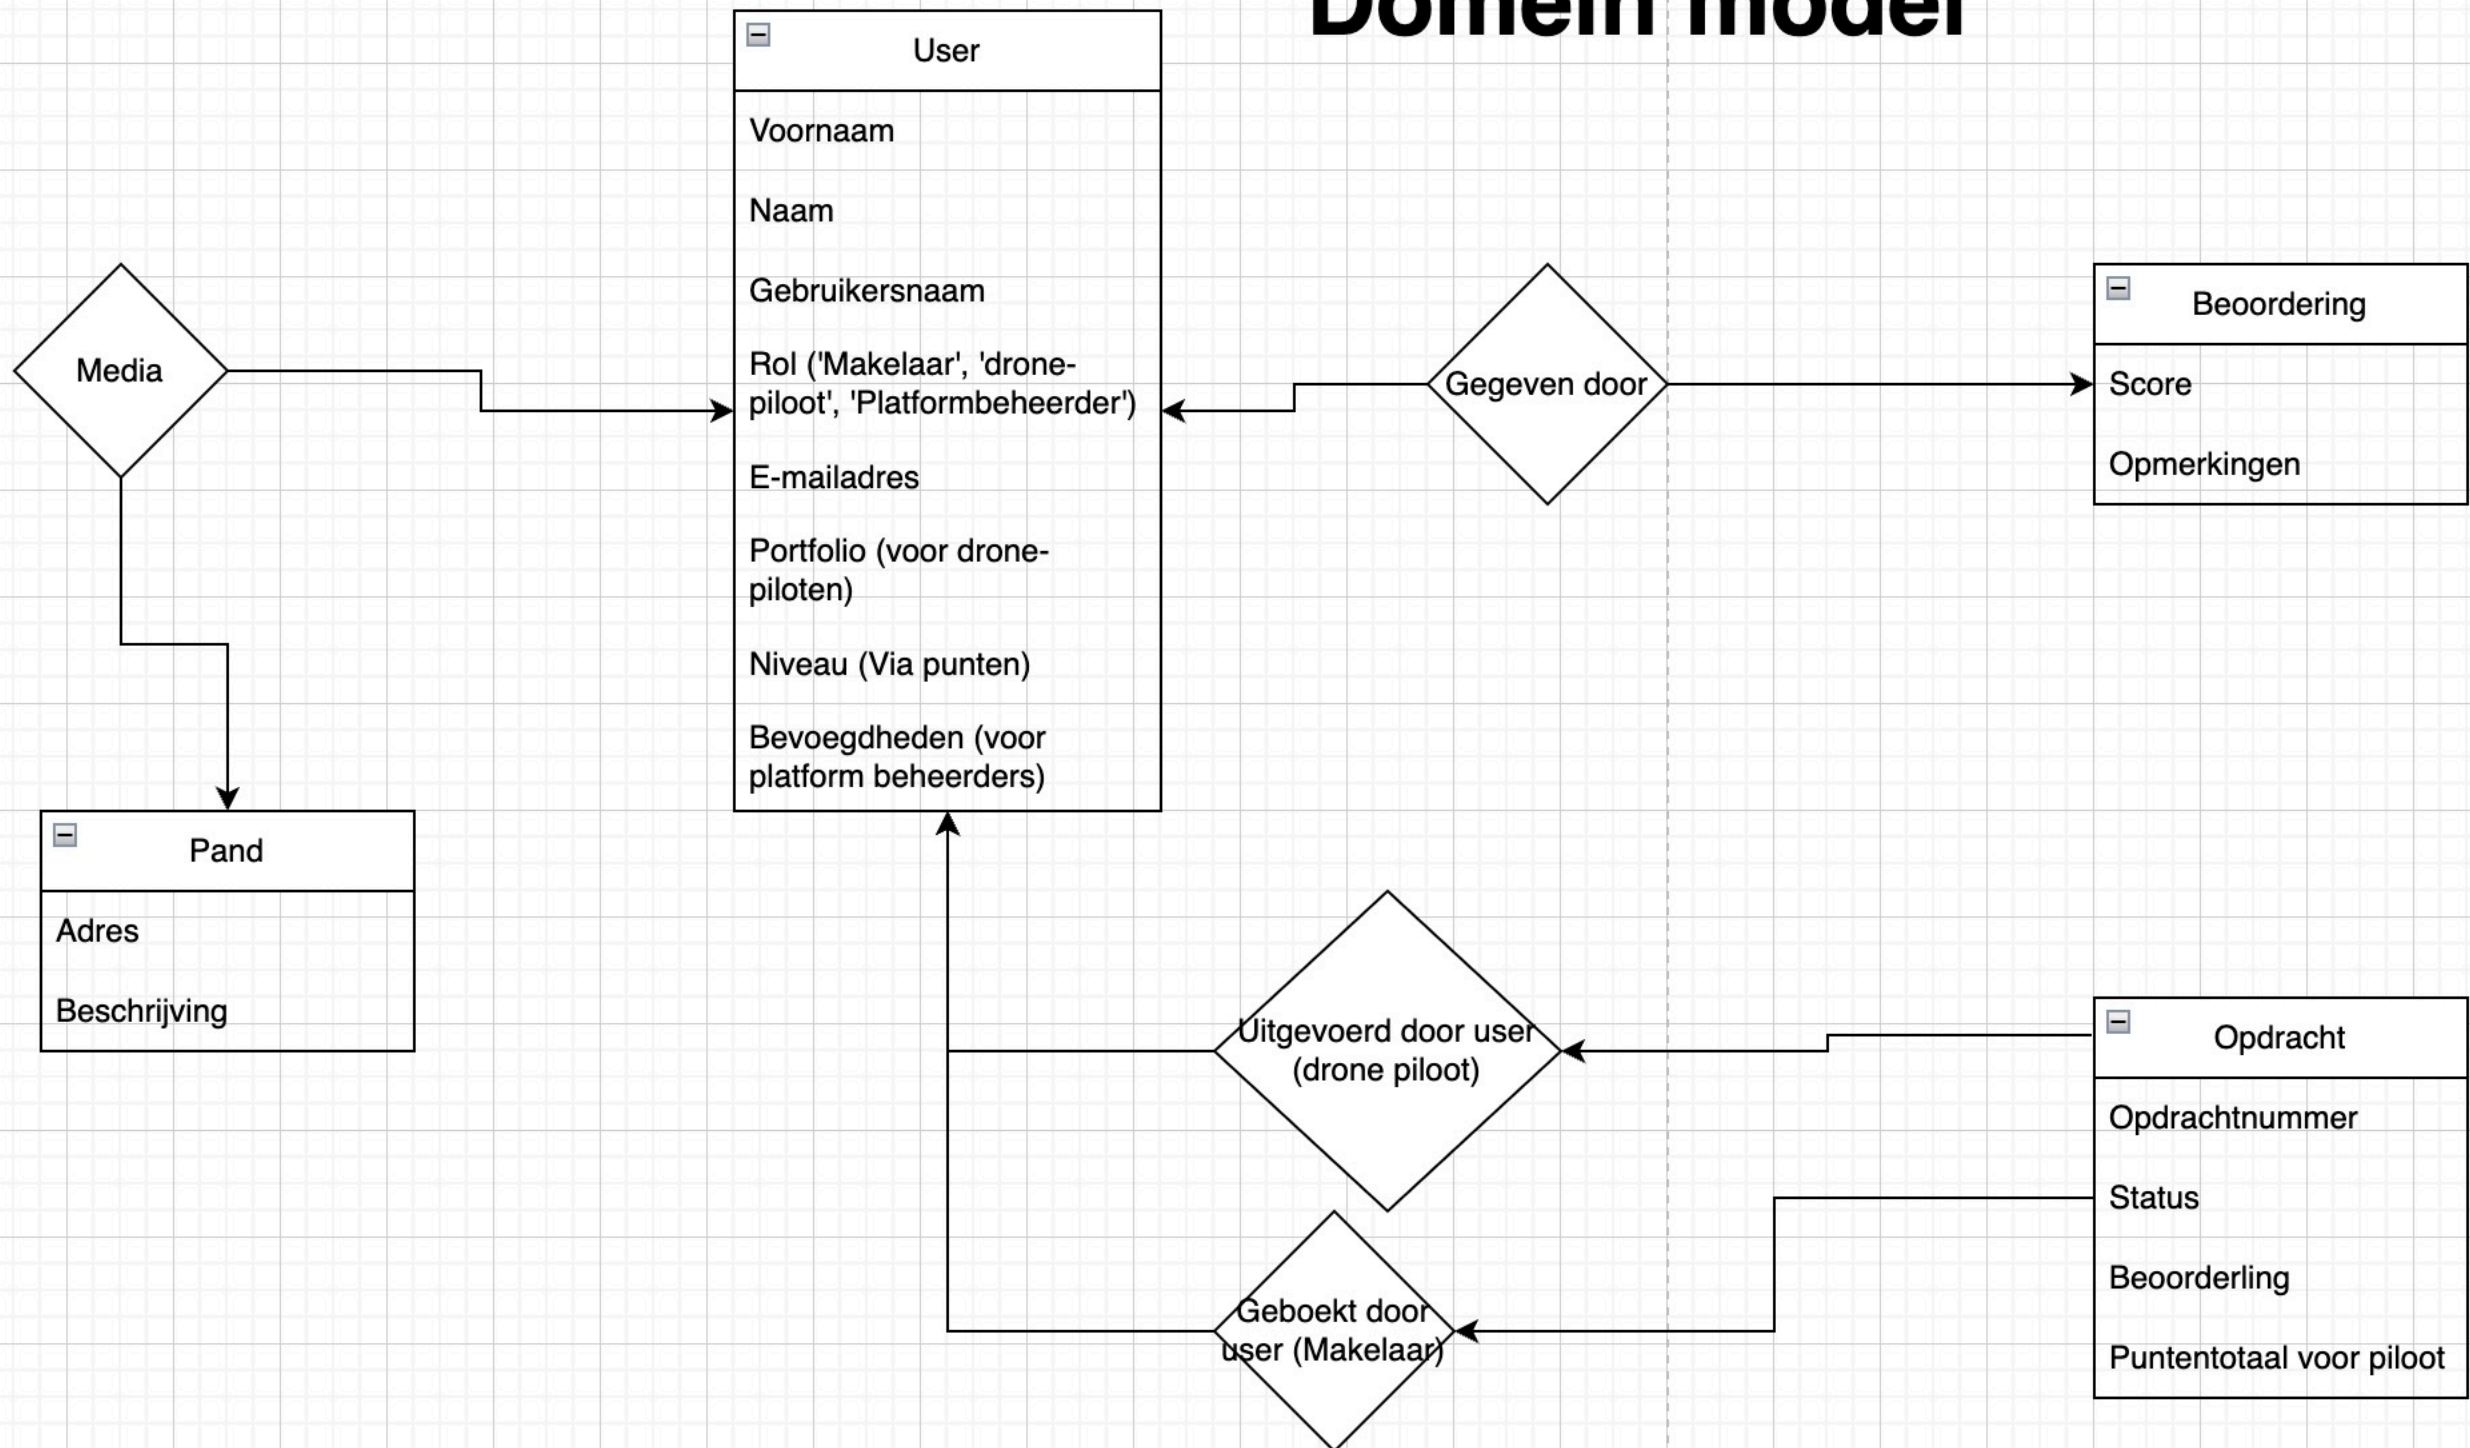 Domein model
User
Voornaam
Naam
Gebruikersnaam
Rol ('Makelaar', 'drone-
piloot', 'Platformbeheerder')
E-mailadres
Portfolio (voor drone-
piloten)
Niveau (Via punten)
Bevoegdheden (voor
platform beheerders)
Media
Gegeven door
Beoordering
Score
Opmerkingen
Pand
Adres
Beschrijving
Uitgevoerd door user
(drone piloot)
Geboekt door
user (Makelaar)
Opdracht
Opdrachtnummer
Status
Beoorderling
Puntentotaal voor piloot